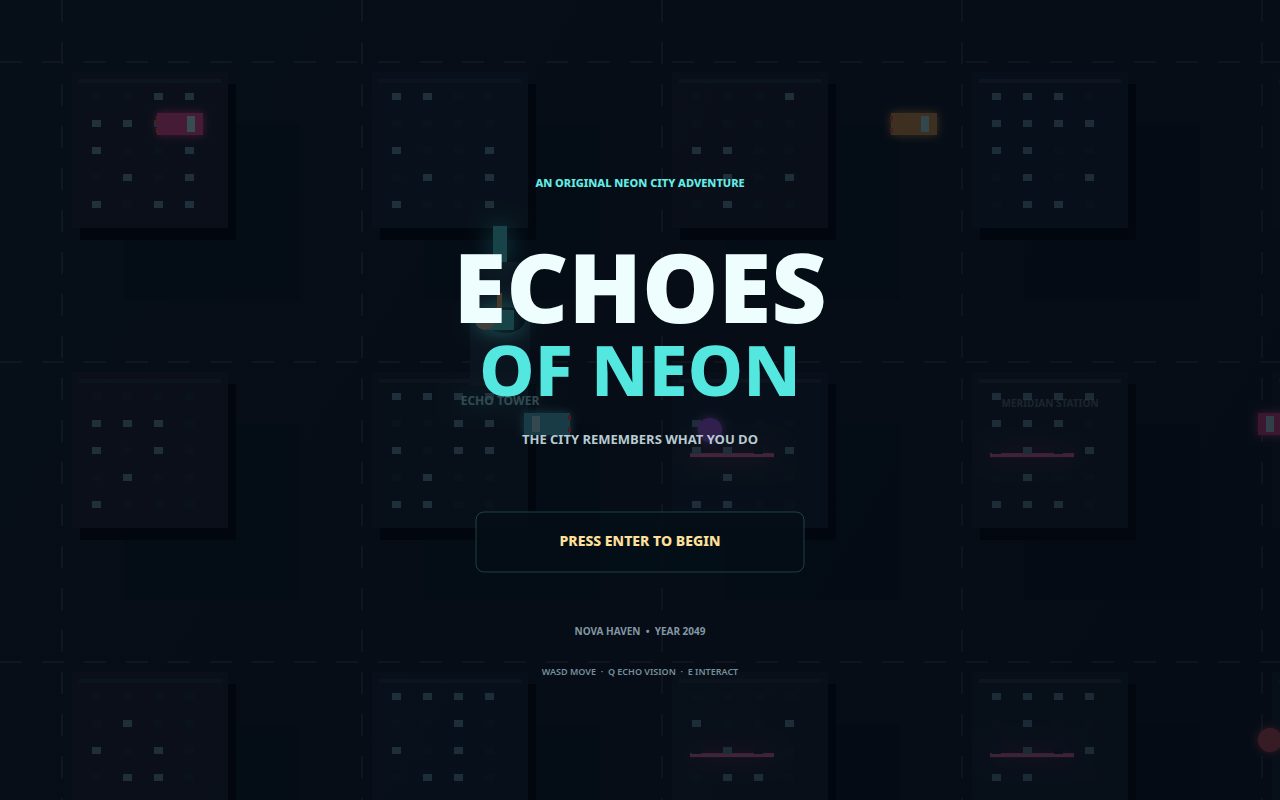 AN ORIGINAL NEON CITY ADVENTURE
ECHOES
OF NEON
ECHO TOWER
MERIDIAN STATION
THE CITY REMEMBERS WHAT YOU DO
PRESS ENTER TO BEGIN
NOVA HAVEN • YEAR 2049
WASD MOVE · Q ECHO VISION · E INTERACT